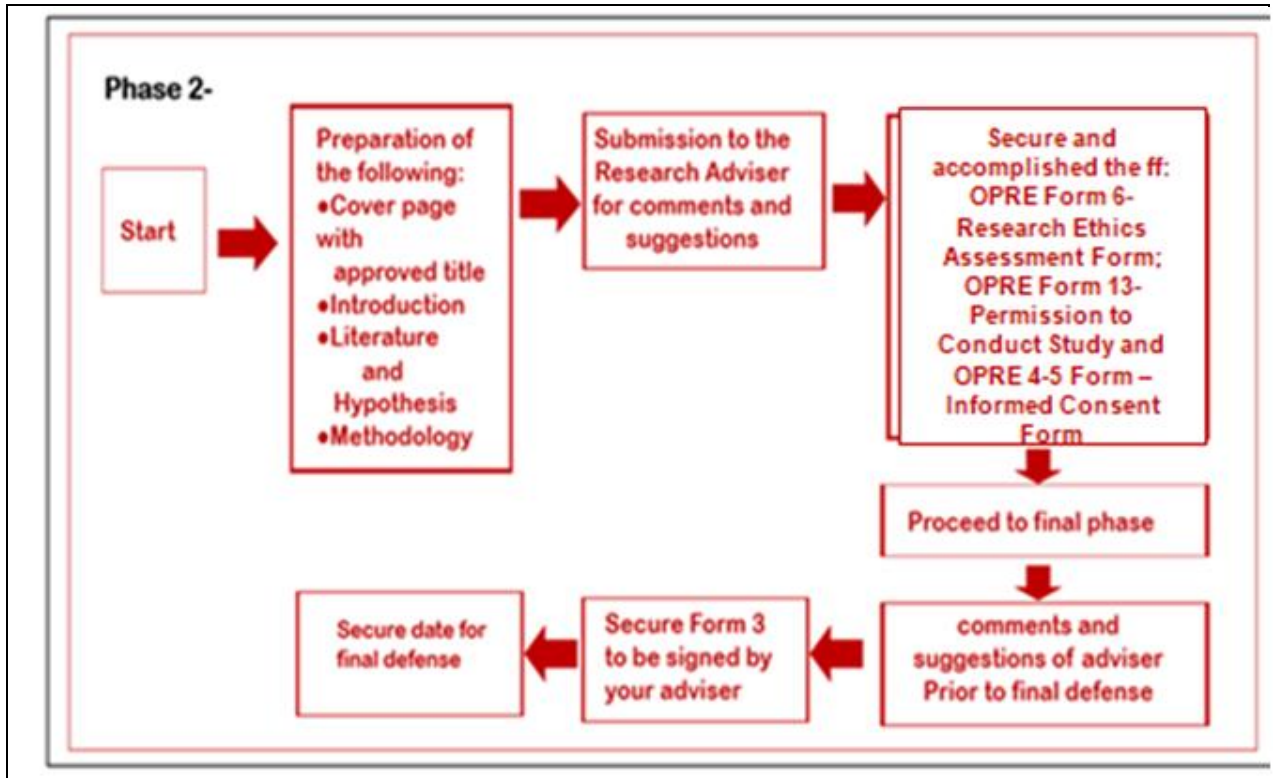 Phase 2-
Start
Preparation of
the following:
●Cover page
with
approved title
●Introduction
●Literature
and
Hypothesis
●Methodology
Submission to the
Research Adviser
for comments and
suggestions
Secure and
accomplished the ff:
OPRE Form 6-
Research Ethics
Assessment Form;
OPRE Form 13-
Permission to
Conduct Study and
OPRE 4-5 Form –
Informed Consent
Form
Proceed to final phase
comments and
suggestions of adviser
Prior to final defense
Secure Form 3
to be signed by
your adviser
Secure date for
final defense